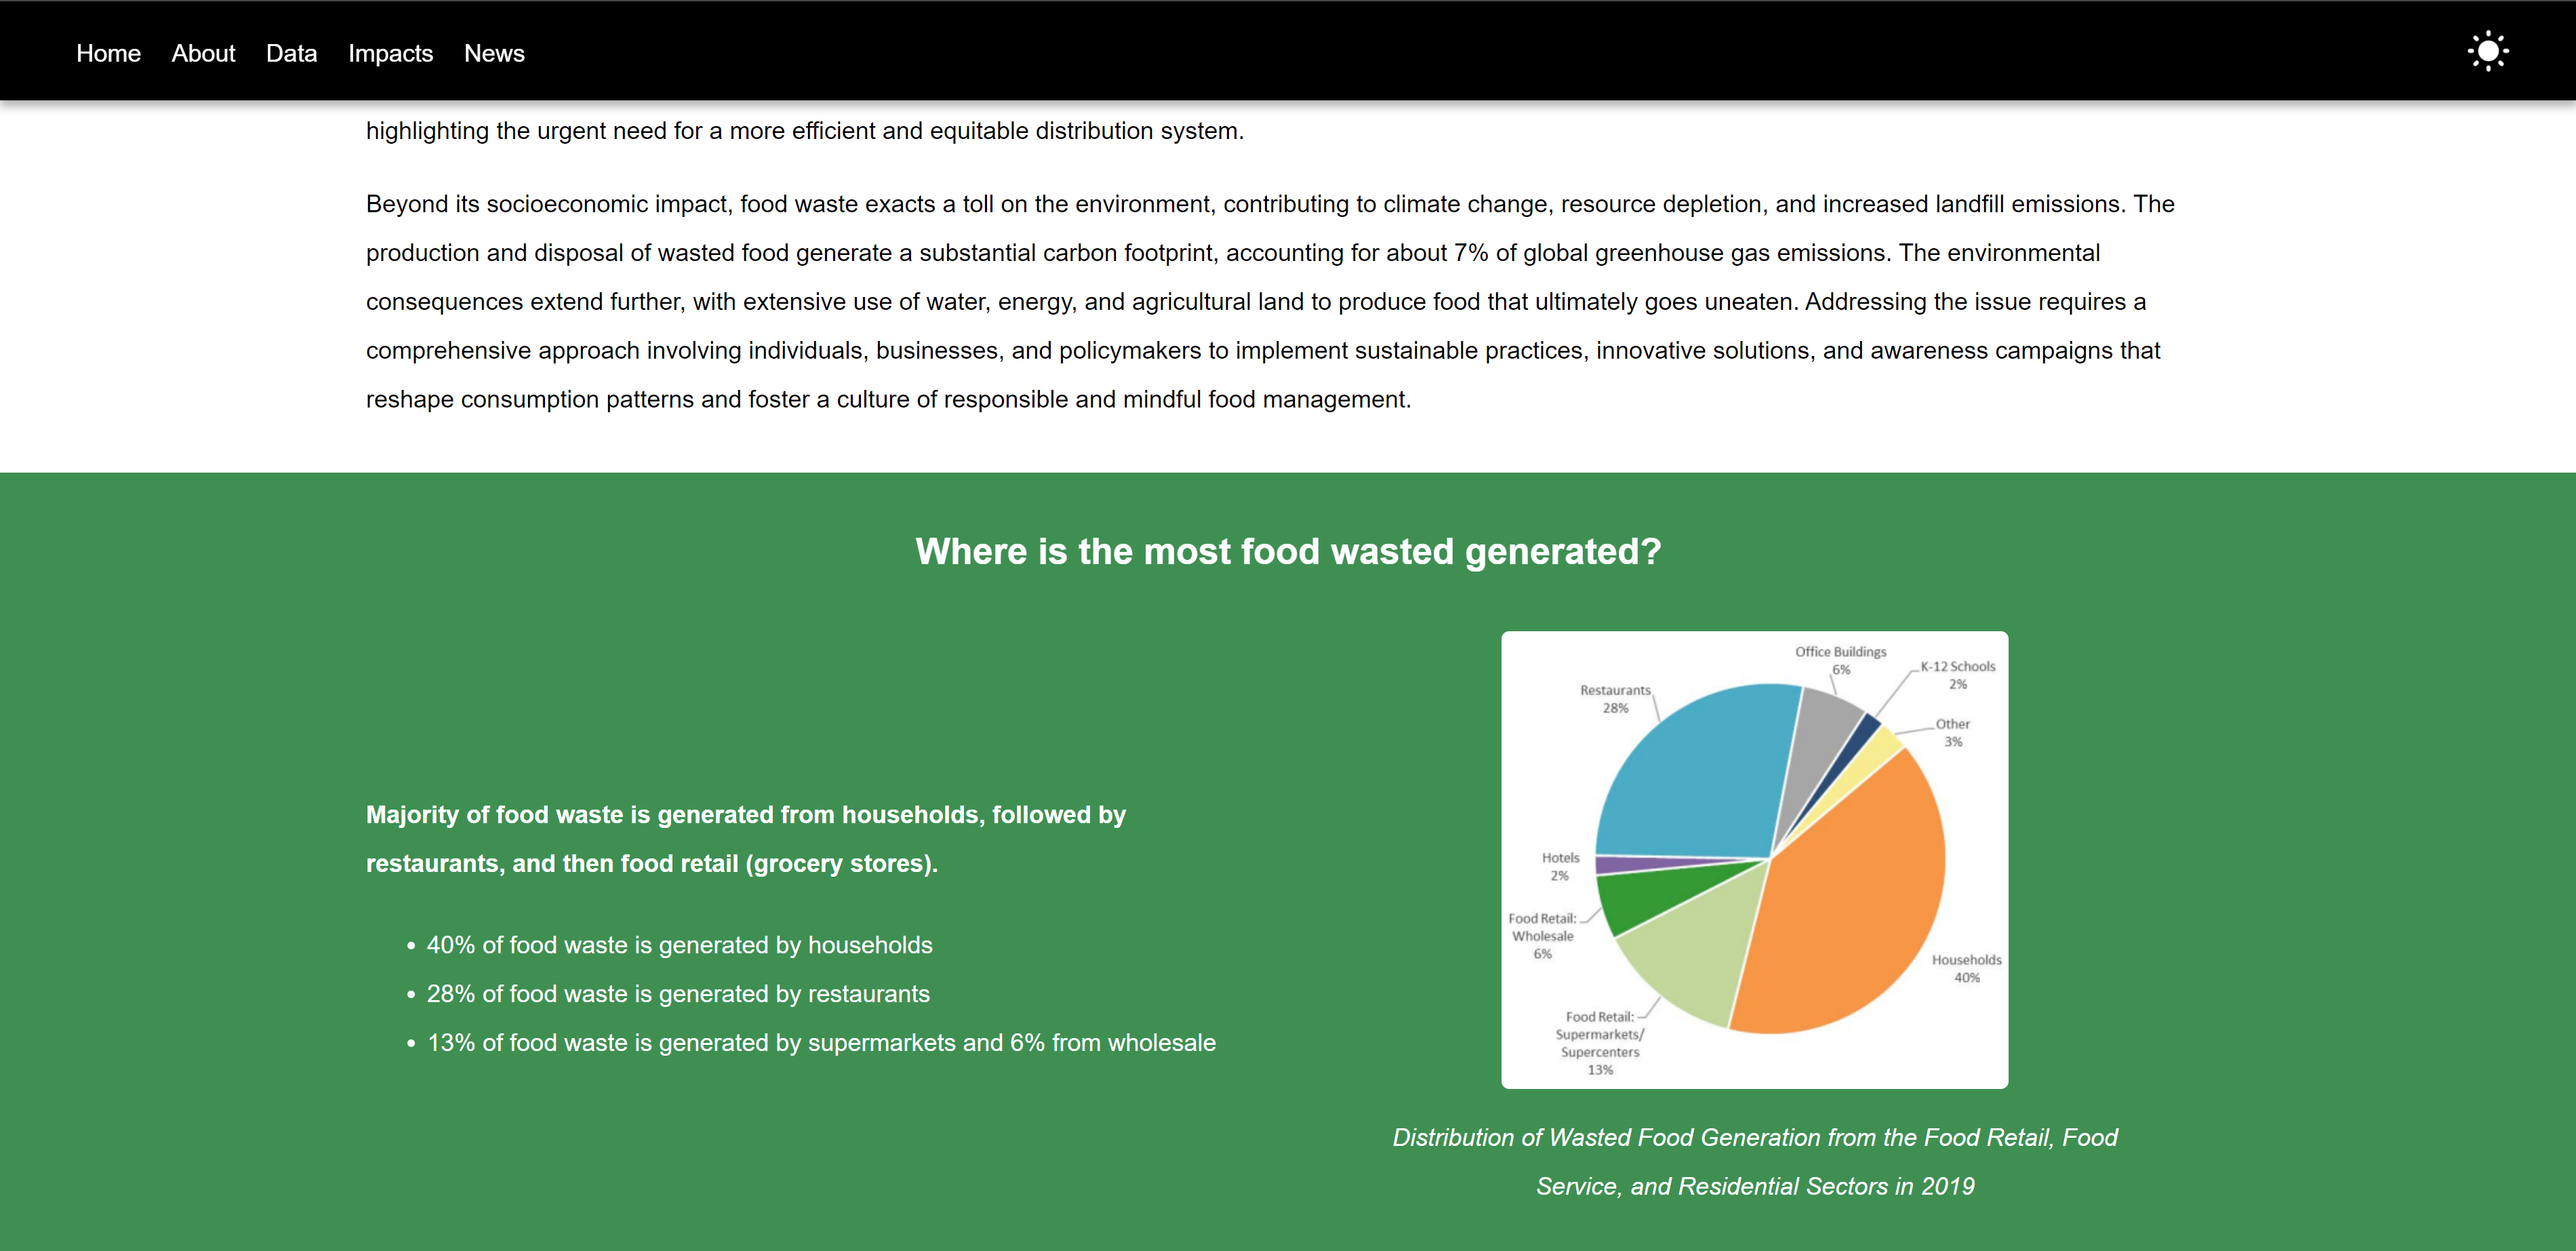 Home About Data Impacts News
highlighting the urgent need for a more efficient and equitable distribution system.
Beyond its socioeconomic impact, food waste exacts a toll on the environment, contributing to climate change, resource depletion, and increased landfill emissions. The
production and disposal of wasted food generate a substantial carbon footprint, accounting for about 7% of global greenhouse gas emissions. The environmental
consequences extend further, with extensive use of water, energy, and agricultural land to produce food that ultimately goes uneaten. Addressing the issue requires a
comprehensive approach involving individuals, businesses, and policymakers to implement sustainable practices, innovative solutions, and awareness campaigns that
reshape consumption patterns and foster a culture of responsible and mindful food management.
Where is the most food wasted generated?
Majority of food waste is generated from households, followed by
restaurants, and then food retail (grocery stores).
• 40% of food waste is generated by households
• 28% of food waste is generated by restaurants
• 13% of food waste is generated by supermarkets and 6% from wholesale
Office Buildings
6%
K-12 Schools
2%
Other
3%
Restaurants
28%
Hotels
2%
Food Retail:
Wholesale
6%
Households
40%
Food Retail:
Supermarkets/
Supercenters
13%
Distribution of Wasted Food Generation from the Food Retail, Food
Service, and Residential Sectors in 2019